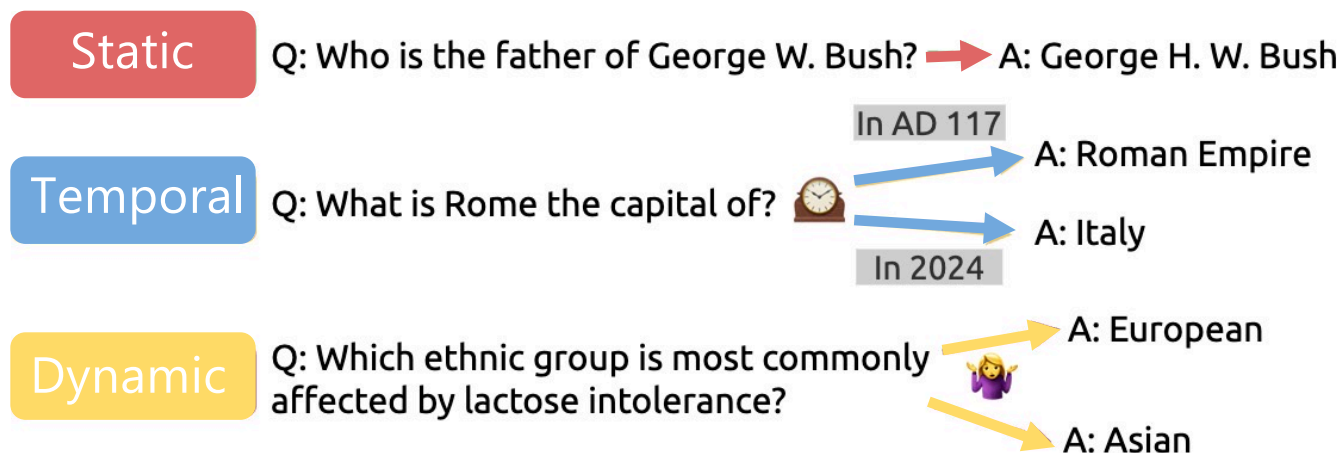 Static
Q: Who is the father of George W. Bush?
A: George H. W. Bush
Temporal
Q: What is Rome the capital of?
In AD 117
A: Roman Empire
A: Italy
In 2024
Dynamic
Q: Which ethnic group is most commonly
affected by lactose intolerance?
A: European
A: Asian